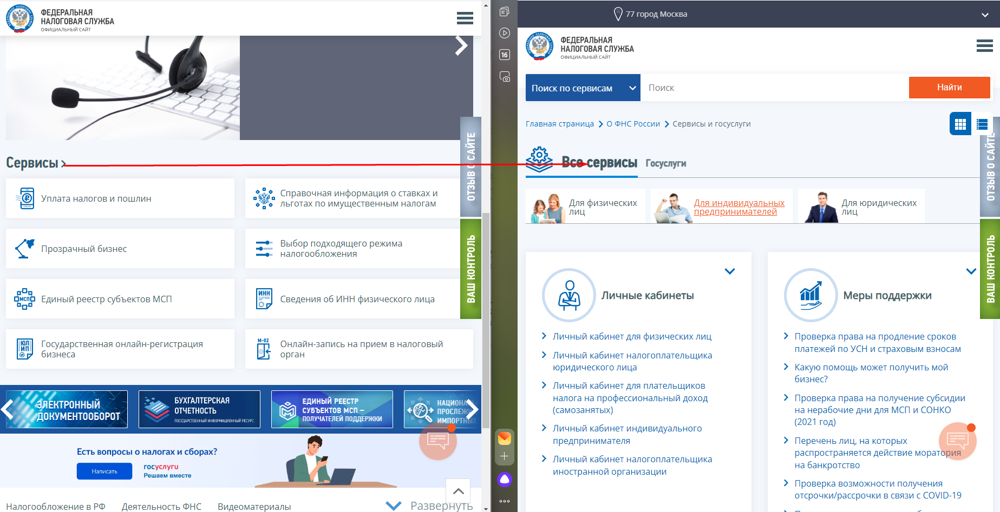 ФЕДЕРАЛЬНАЯ
НАЛОГОВАЯ СЛУЖБА
ОФИЦИАЛЬНЫЙ САЙТ
Сервисы
Уплата налогов и пошлин
Справочная информация о ставках и
льготах по имущественным налогам
Прозрачный бизнес
Выбор подходящего режима
налогообложения
МСП
Единый реестр субъектов МСП
ИНН
Сведения об ИНН физического лица
ЮЛ
ИП
Государственная онлайн-регистрация
бизнеса
М-02
Онлайн-запись на прием в налоговый
орган
ОТЗЫВ О САЙТЕ
ВАШ КОНТРОЛЬ
ЭЛЕКТРОННЫЙ
ДОКУМЕНТООБОРОТ
БУХГАЛТЕРСКАЯ
ОТЧЕТНОСТЬ
ГОСУДАРСТВЕННЫЙ ИНФОРМАЦИОННЫЙ РЕСУРС
ЕДИНЫЙ РЕЕСТР
СУБЪЕКТОВ МСП –
ПОЛУЧАТЕЛЕЙ ПОДДЕРЖКИ
Есть вопросы о налогах и сборах?
Написать
госуслуги
Решаем вместе
Налогообложение в РФ
Деятельность ФНС
Видеоматериалы
Развернуть
16
77 город Москва
ФЕДЕРАЛЬНАЯ
НАЛОГОВАЯ СЛУЖБА
ОФИЦИАЛЬНЫЙ САЙТ
Поиск по сервисам
Поиск
Найти
Главная страница
О ФНС России
Сервисы и госуслуги
Все сервисы
Госуслуги
Для физических
лиц
Для индивидуальных
предпринимателей
Для юридических
лиц
ОТЗЫВ О САЙТЕ
ВАШ КОНТРОЛЬ
Личные кабинеты
Личный кабинет для физических лиц
Личный кабинет налогоплательщика
юридического лица
Личный кабинет для плательщиков
налога на профессиональный доход
(самозанятых)
Личный кабинет индивидуального
предпринимателя
Личный кабинет налогоплательщика
иностранной организации
Меры поддержки
Проверка права на продление сроков
платежей по УСН и страховым взносам
Какую помощь может получить мой
бизнес?
Проверка права на получение субсидии
на нерабочие дни для МСП и СОНКО
(2021 год)
Перечень лиц, на которых
распространяется действие моратория
на банкротство
Проверка возможности получения
отсрочки/рассрочки в связи с COVID-19